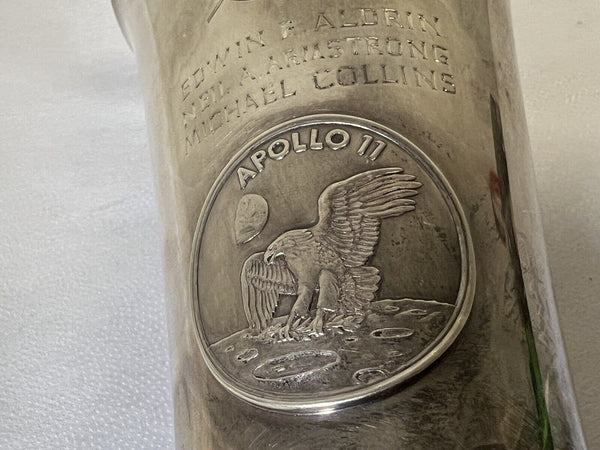 EDWIN E ALDRIN
NEIL A. ARMSTRONG
MICHAEL COLLINS
APOLLO 11